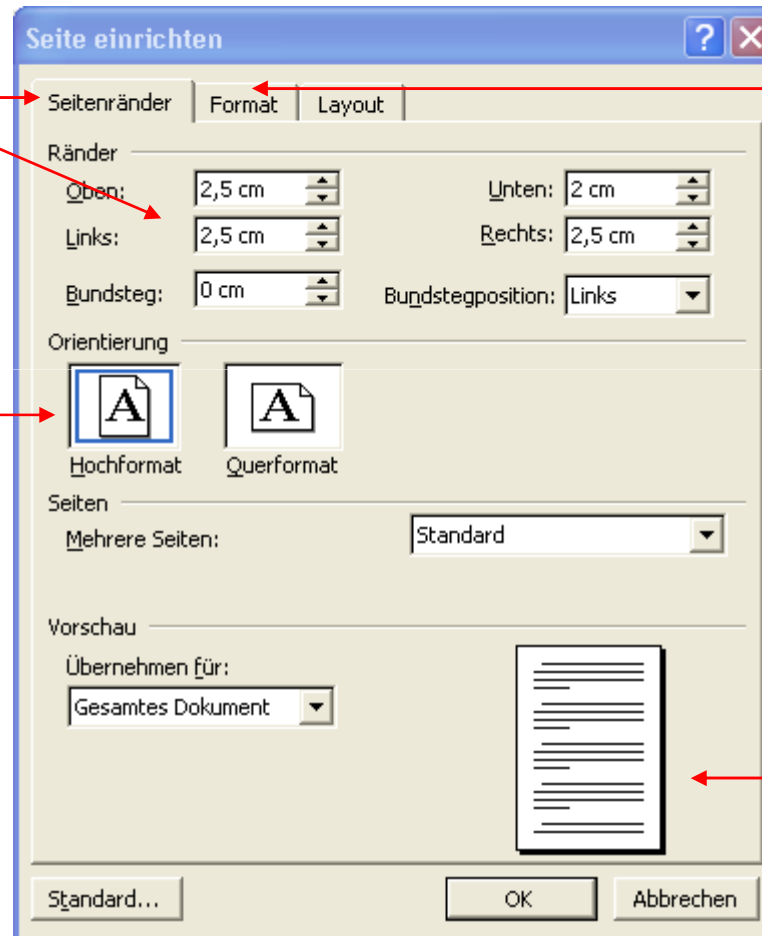 Seite einrichten
Seitenränder Format Layout
Ränder
Oben: 2,5 cm Unten: 2 cm
Links: 2,5 cm Rechts: 2,5 cm
Bundsteg: 0 cm Bundstegposition: Links
Orientierung
A A
Hochformat Querformat
Seiten
Mehrere Seiten: Standard
Vorschau
Übernehmen für:
Gesamtes Dokument
Standard... OK Abbrechen